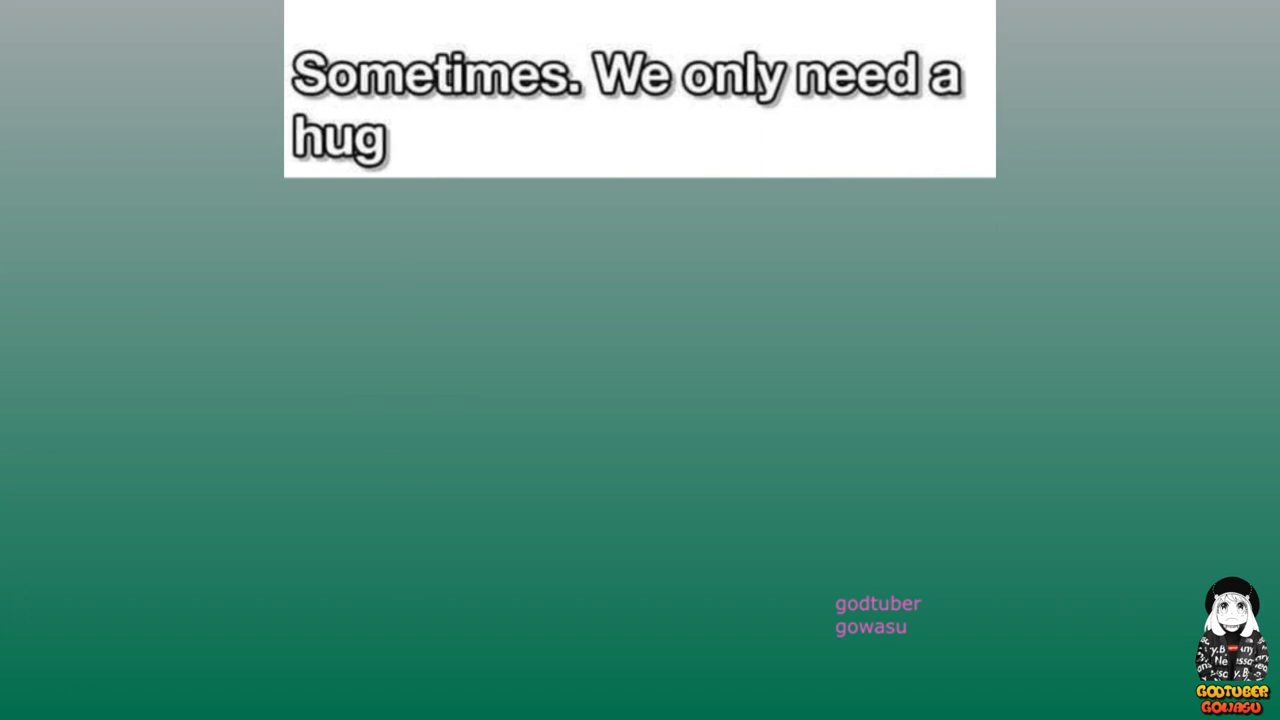 Sometimes. We only need a
hug
godtuber
gowasu
GODTUBER
GOWASU